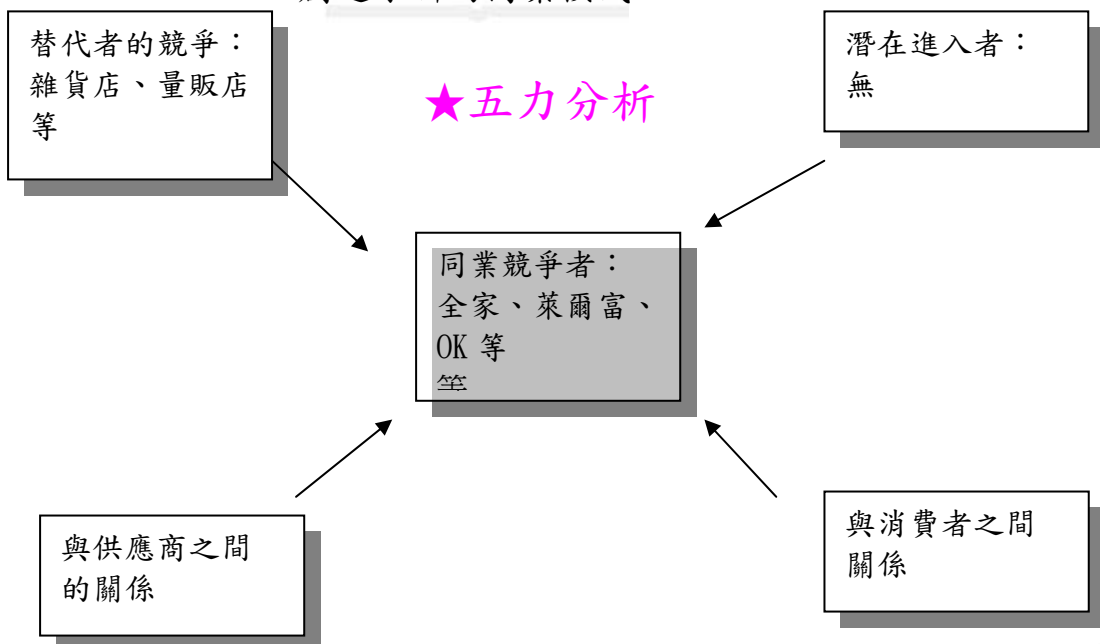 替代者的競爭：
雜貨店、量販店
等
潛在進入者：
無
★五力分析
同業競爭者：
全家、萊爾富、
OK 等
等
與供應商之間
的關係
與消費者之間
關係